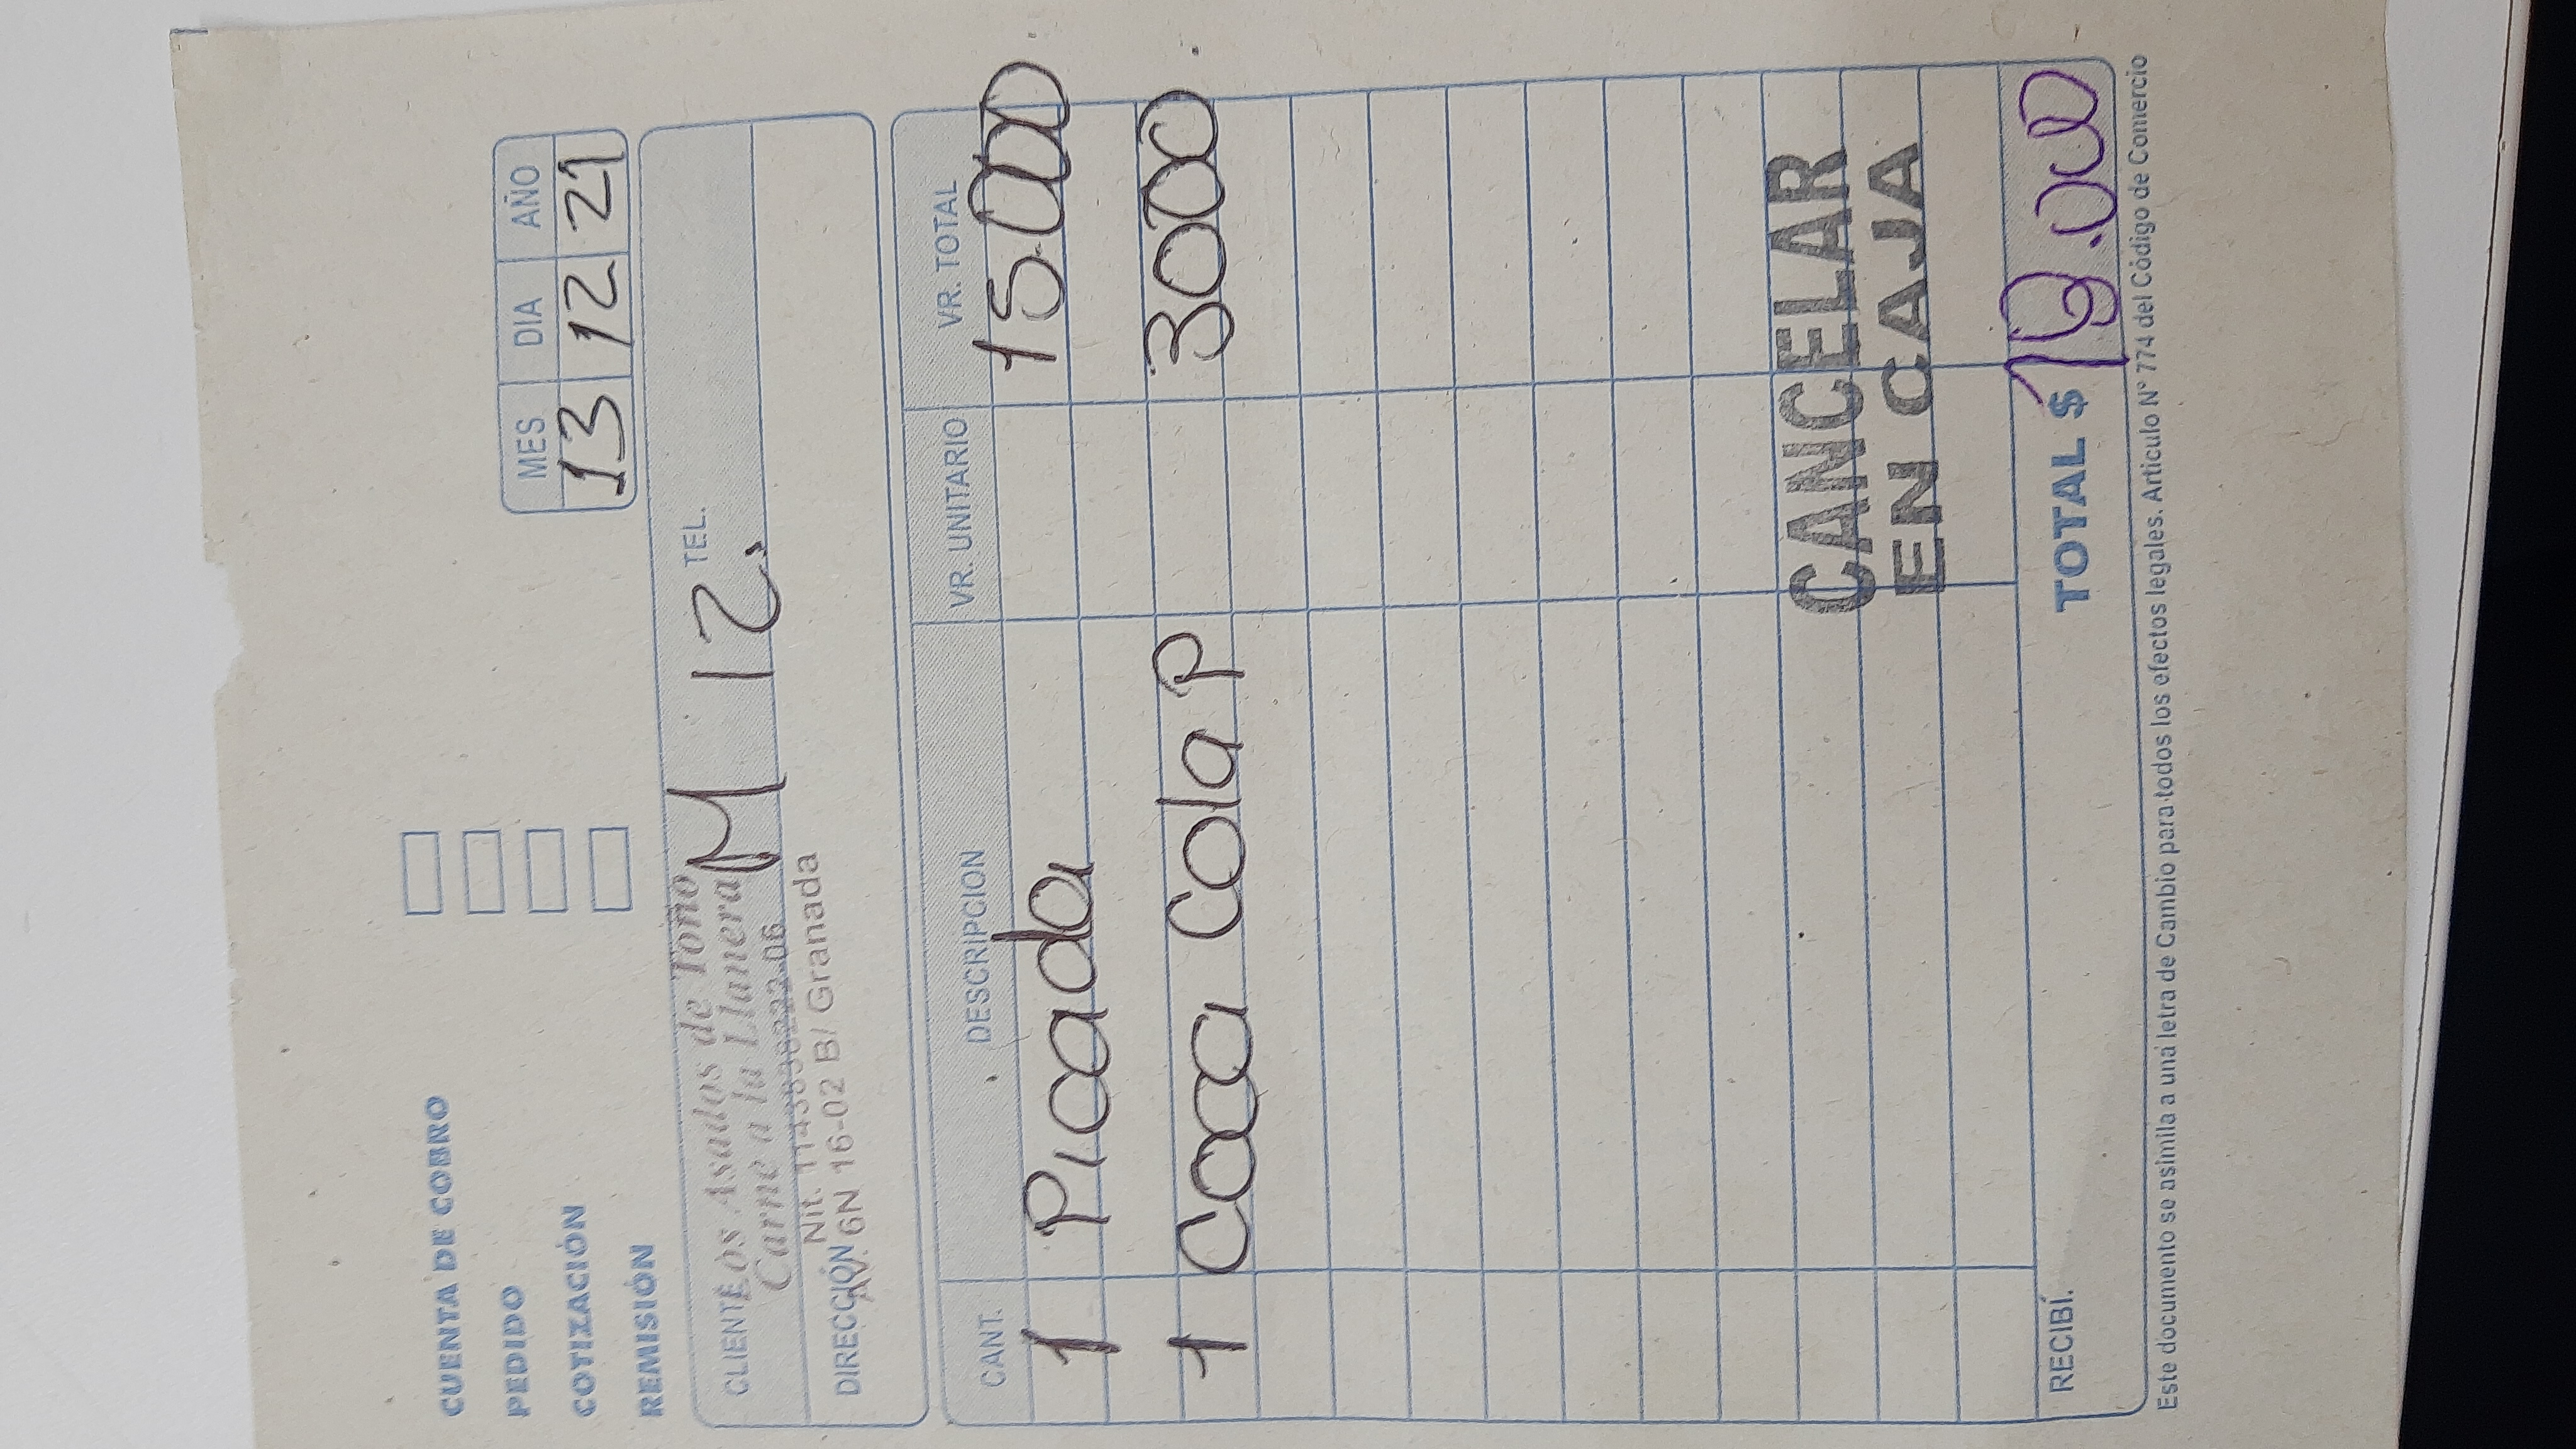 CUENTA DE COBRO
PEDIDO
COTIZACIÓN
REMISIÓN
MES DIA AÑO
13 12 21
CLIENTE Los Asados de Toño M 12. TEL.
Carne a la Llanera
Nit.
DIRECCIÓN Av. 6N 16-02 B/ Granada
CANT. DESCRIPCION VR. UNITARIO VR. TOTAL
1 Picada 15.000
1 Coca Cola P 3000
CANCELAR
EN CAJA
RECIBÍ. TOTAL $ 18.000
Este documento se asimila a una letra de Cambio para todos los efectos legales. Articulo N° 774 del Código de Comercio